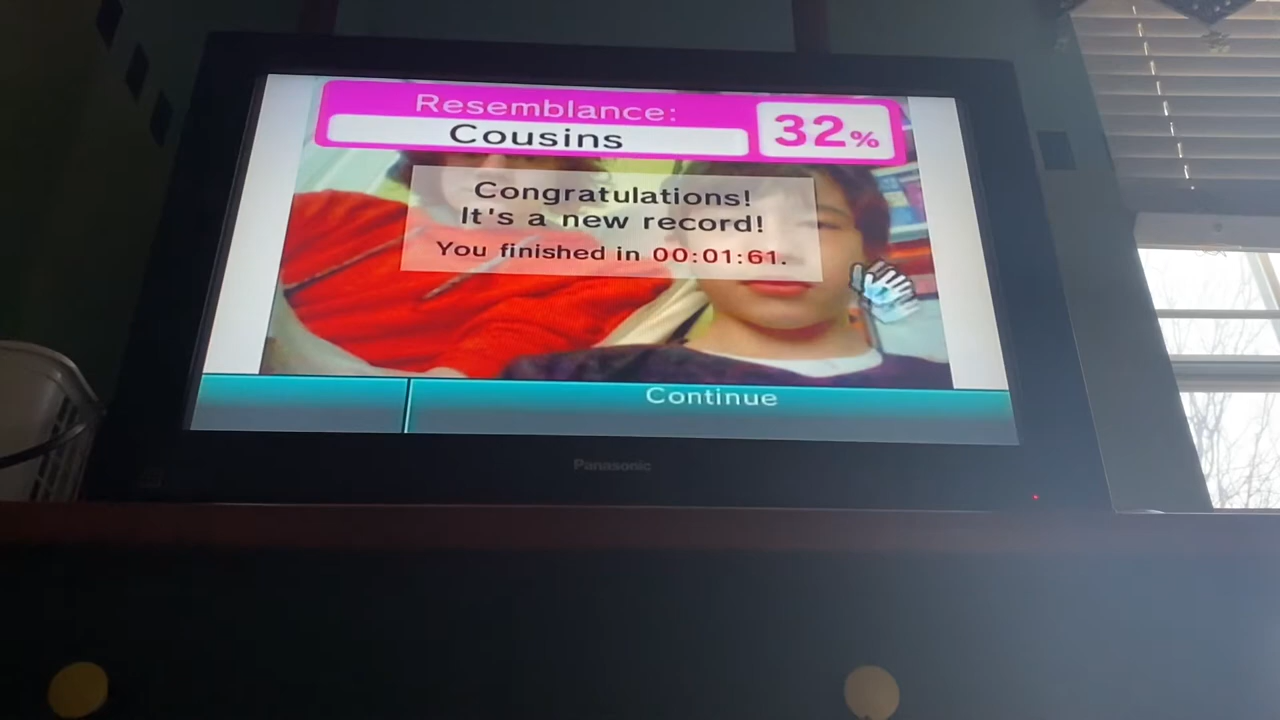 Resemblance:
Cousins
32%
Congratulations!
It's a new record!
You finished in 00:01:61.
Continue
Panasonic